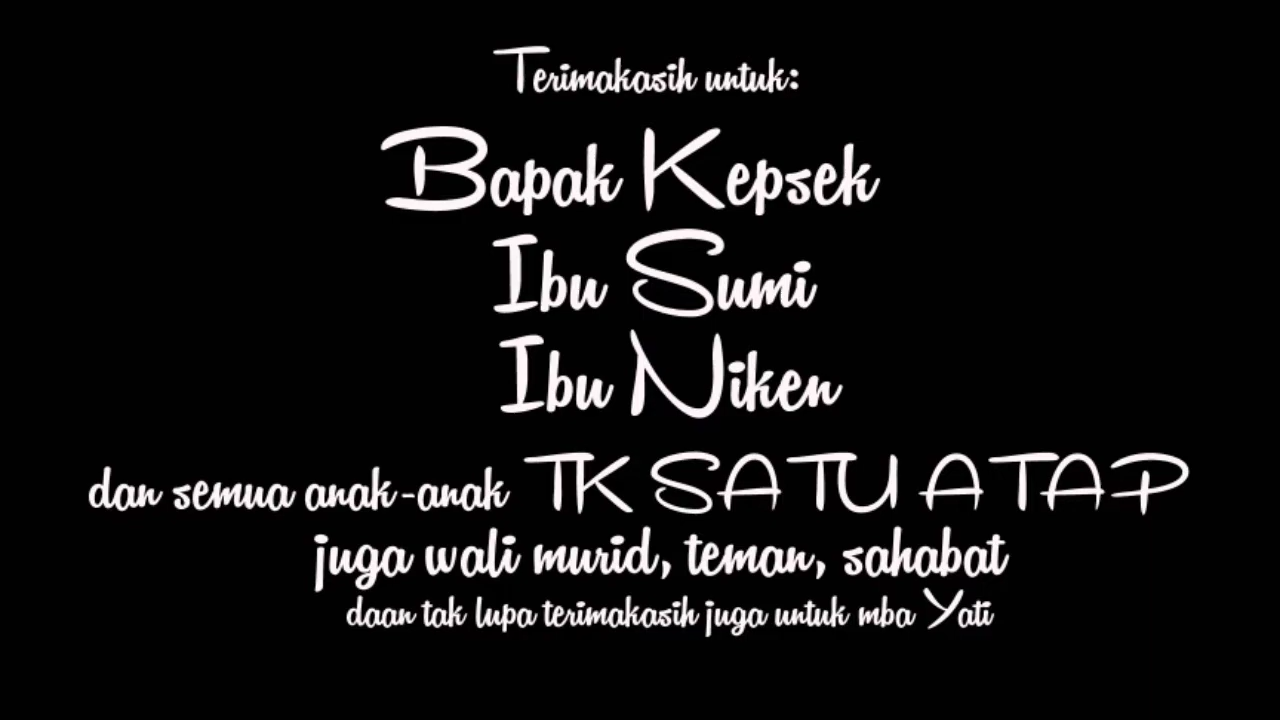 Terimakasih untuk:
Bapak Kepsek
Ibu Sumi
Ibu Niken
dan semua anak-anak TK SATU ATAP
juga wali murid, teman, sahabat
daan tak lupa terimakasih juga untuk mba Yati